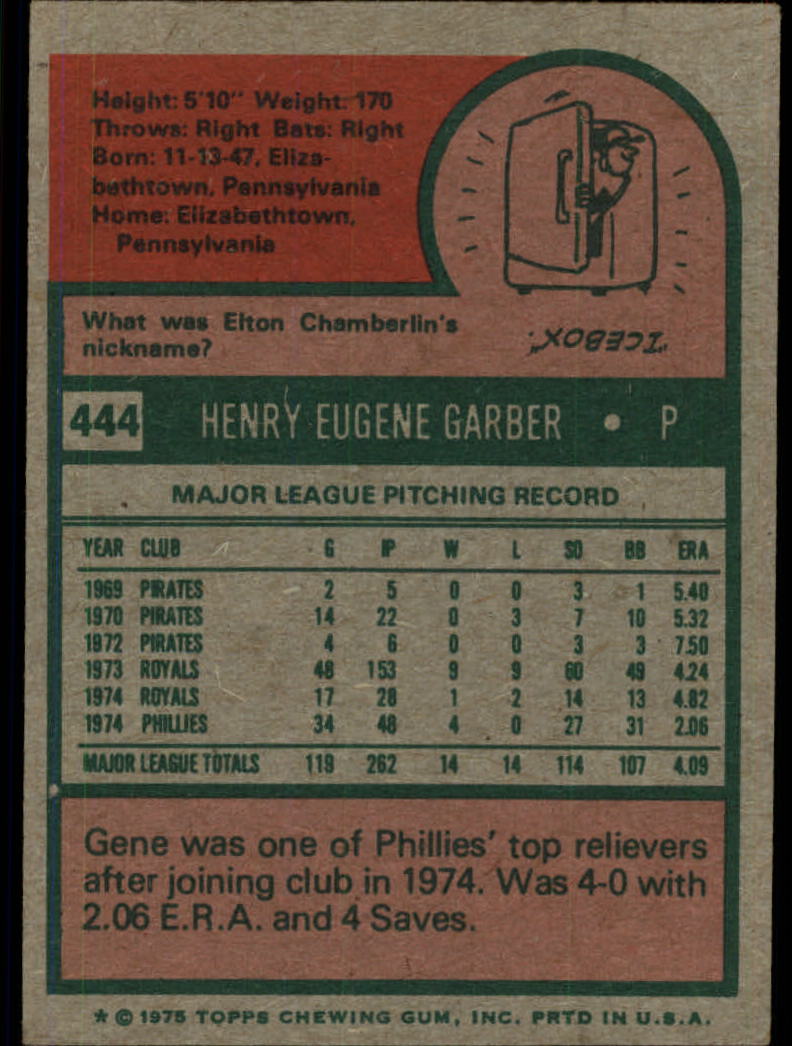 Height: 5'10" Weight: 170
Throws: Right Bats: Right
Born: 11-13-47, Eliza-
bethtown, Pennsylvania
Home: Elizabethtown,
Pennsylvania
What was Elton Chamberlin's
nickname?
"ICEBOX."
444 HENRY EUGENE GARBER • P
MAJOR LEAGUE PITCHING RECORD
YEAR CLUB G IP W L SO BB ERA
1969 PIRATES 2 5 0 0 3 1 5.40
1970 PIRATES 14 22 0 3 7 10 5.32
1972 PIRATES 4 6 0 0 3 3 7.50
1973 ROYALS 48 153 9 9 60 49 4.24
1974 ROYALS 17 28 1 2 14 13 4.82
1974 PHILLIES 34 48 4 0 27 31 2.06
MAJOR LEAGUE TOTALS 119 262 14 14 114 107 4.09
Gene was one of Phillies' top relievers
after joining club in 1974. Was 4-0 with
2.06 E.R.A. and 4 Saves.
* © 1975 TOPPS CHEWING GUM, INC. PRTD IN U.S.A.